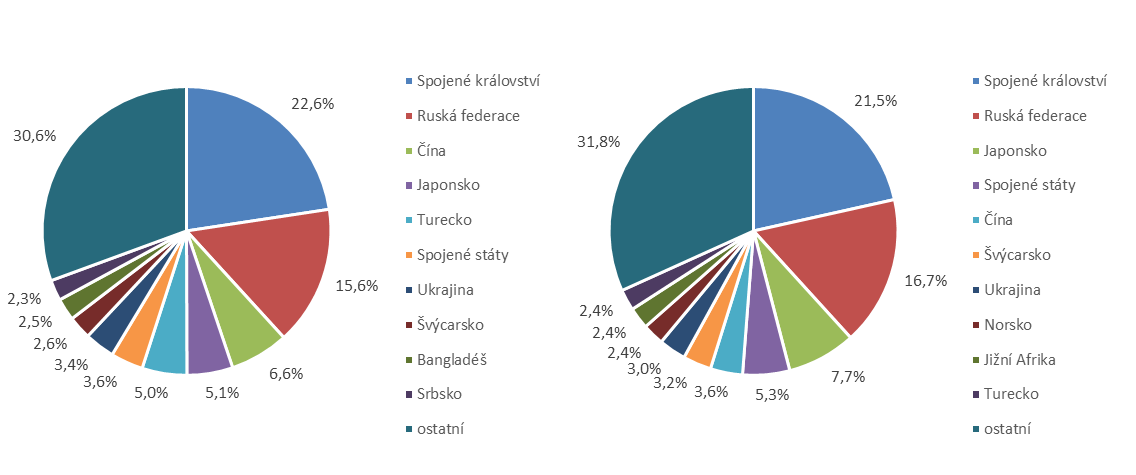 22,6%
15,6%
6,6%
5,1%
5,0%
3,6%
3,4%
2,6%
2,5%
2,3%
30,6%
Spojené království
Ruská federace
Čína
Japonsko
Turecko
Spojené státy
Ukrajina
Švýcarsko
Bangladéš
Srbsko
ostatní
21,5%
16,7%
7,7%
5,3%
3,6%
3,2%
3,0%
2,4%
2,4%
2,4%
31,8%
Spojené království
Ruská federace
Japonsko
Spojené státy
Čína
Švýcarsko
Ukrajina
Norsko
Jižní Afrika
Turecko
ostatní